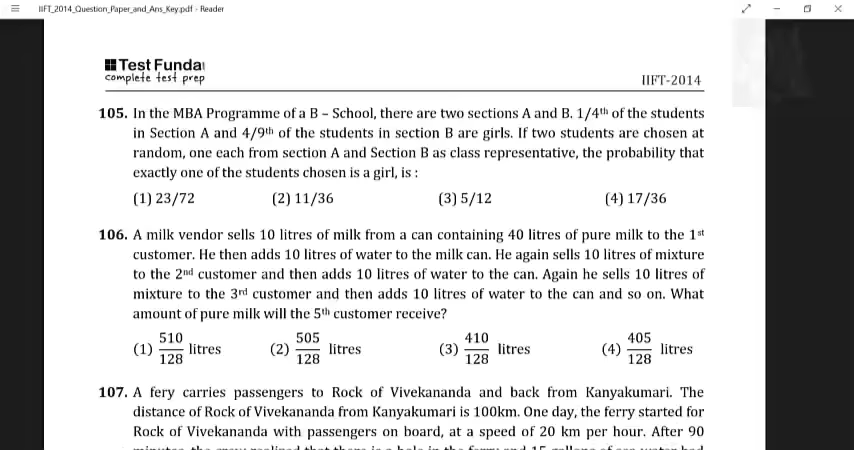 IIFT_2014_Question_Paper_and_Ans_Key.pdf - Reader
Test Funda
complete test prep
IIFT-2014
105. In the MBA Programme of a B – School, there are two sections A and B. 1/4th of the students
in Section A and 4/9th of the students in section B are girls. If two students are chosen at
random, one each from section A and Section B as class representative, the probability that
exactly one of the students chosen is a girl, is :
(1) 23/72 (2) 11/36 (3) 5/12 (4) 17/36
106. A milk vendor sells 10 litres of milk from a can containing 40 litres of pure milk to the 1st
customer. He then adds 10 litres of water to the milk can. He again sells 10 litres of mixture
to the 2nd customer and then adds 10 litres of water to the can. Again he sells 10 litres of
mixture to the 3rd customer and then adds 10 litres of water to the can and so on. What
amount of pure milk will the 5th customer receive?
(1) 510/128 litres (2) 505/128 litres (3) 410/128 litres (4) 405/128 litres
107. A fery carries passengers to Rock of Vivekananda and back from Kanyakumari. The
distance of Rock of Vivekananda from Kanyakumari is 100km. One day, the ferry started for
Rock of Vivekananda with passengers on board, at a speed of 20 km per hour. After 90